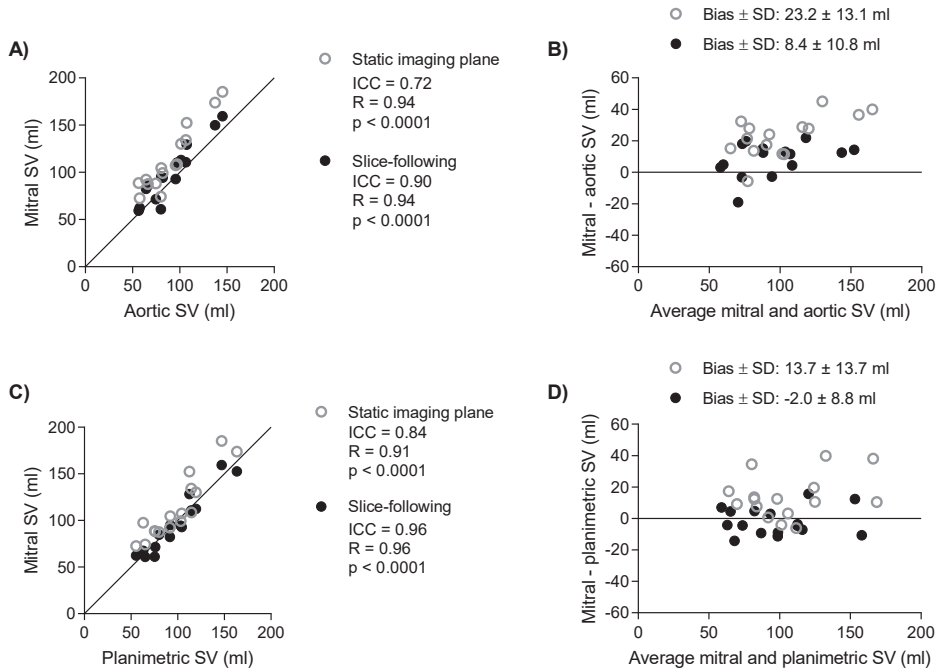 Bias ± SD: 23.2 ± 13.1 ml
Bias ± SD: 8.4 ± 10.8 ml
A)
Static imaging plane
ICC = 0.72
R = 0.94
p < 0.0001
Slice-following
ICC = 0.90
R = 0.94
p < 0.0001
200
150
100
50
0
Mitral SV (ml)
0 50 100 150 200
Aortic SV (ml)
B)
60
40
20
0
-20
-40
-60
Mitral - aortic SV (ml)
0 50 100 150 200
Average mitral and aortic SV (ml)
C)
Static imaging plane
ICC = 0.84
R = 0.91
p < 0.0001
Slice-following
ICC = 0.96
R = 0.96
p < 0.0001
200
150
100
50
0
Mitral SV (ml)
0 50 100 150 200
Planimetric SV (ml)
D)
Bias ± SD: 13.7 ± 13.7 ml
Bias ± SD: -2.0 ± 8.8 ml
60
40
20
0
-20
-40
-60
Mitral - planimetric SV (ml)
0 50 100 150 200
Average mitral and planimetric SV (ml)